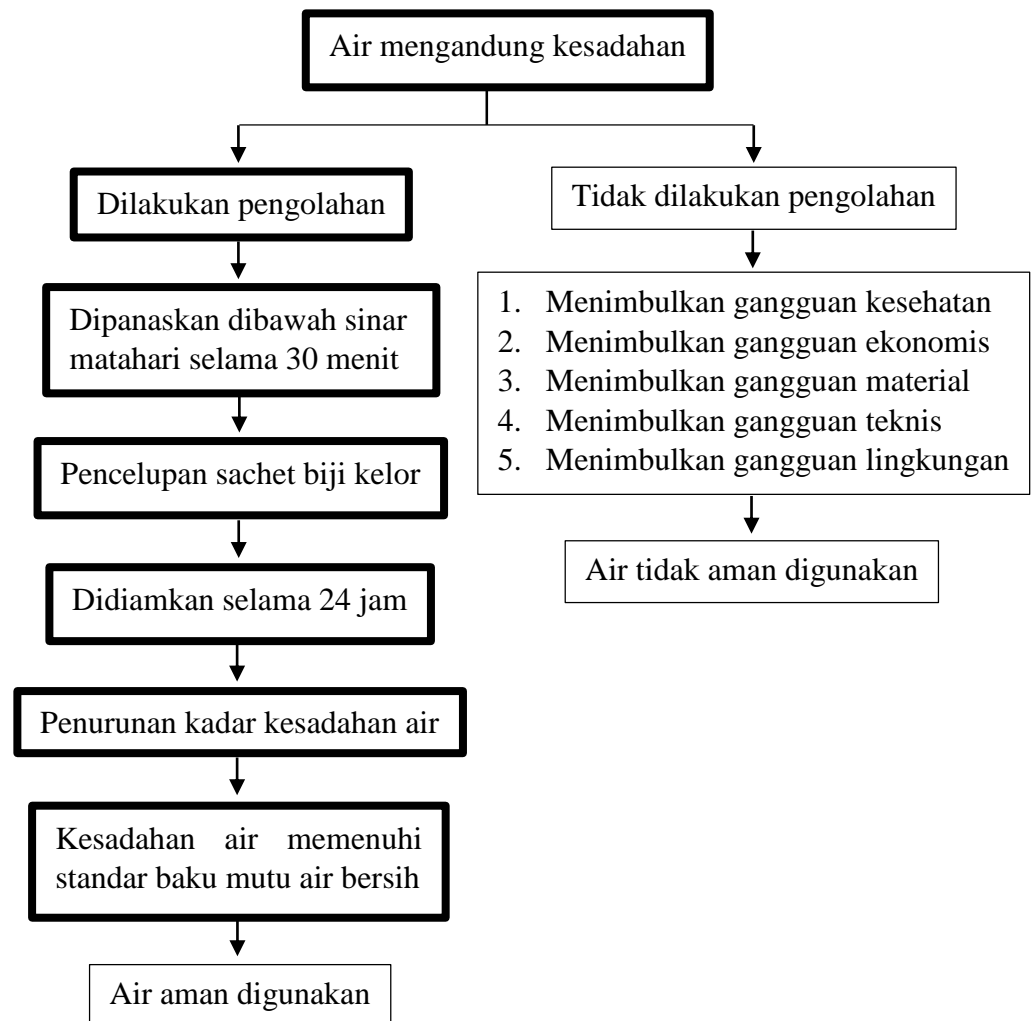 Air mengandung kesadahan
Dilakukan pengolahan
Dipanaskan dibawah sinar
matahari selama 30 menit
Pencelupan sachet biji kelor
Didiamkan selama 24 jam
Penurunan kadar kesadahan air
Kesadahan air memenuhi
standar baku mutu air bersih
Air aman digunakan
Tidak dilakukan pengolahan
1. Menimbulkan gangguan kesehatan
2. Menimbulkan gangguan ekonomis
3. Menimbulkan gangguan material
4. Menimbulkan gangguan teknis
5. Menimbulkan gangguan lingkungan
Air tidak aman digunakan